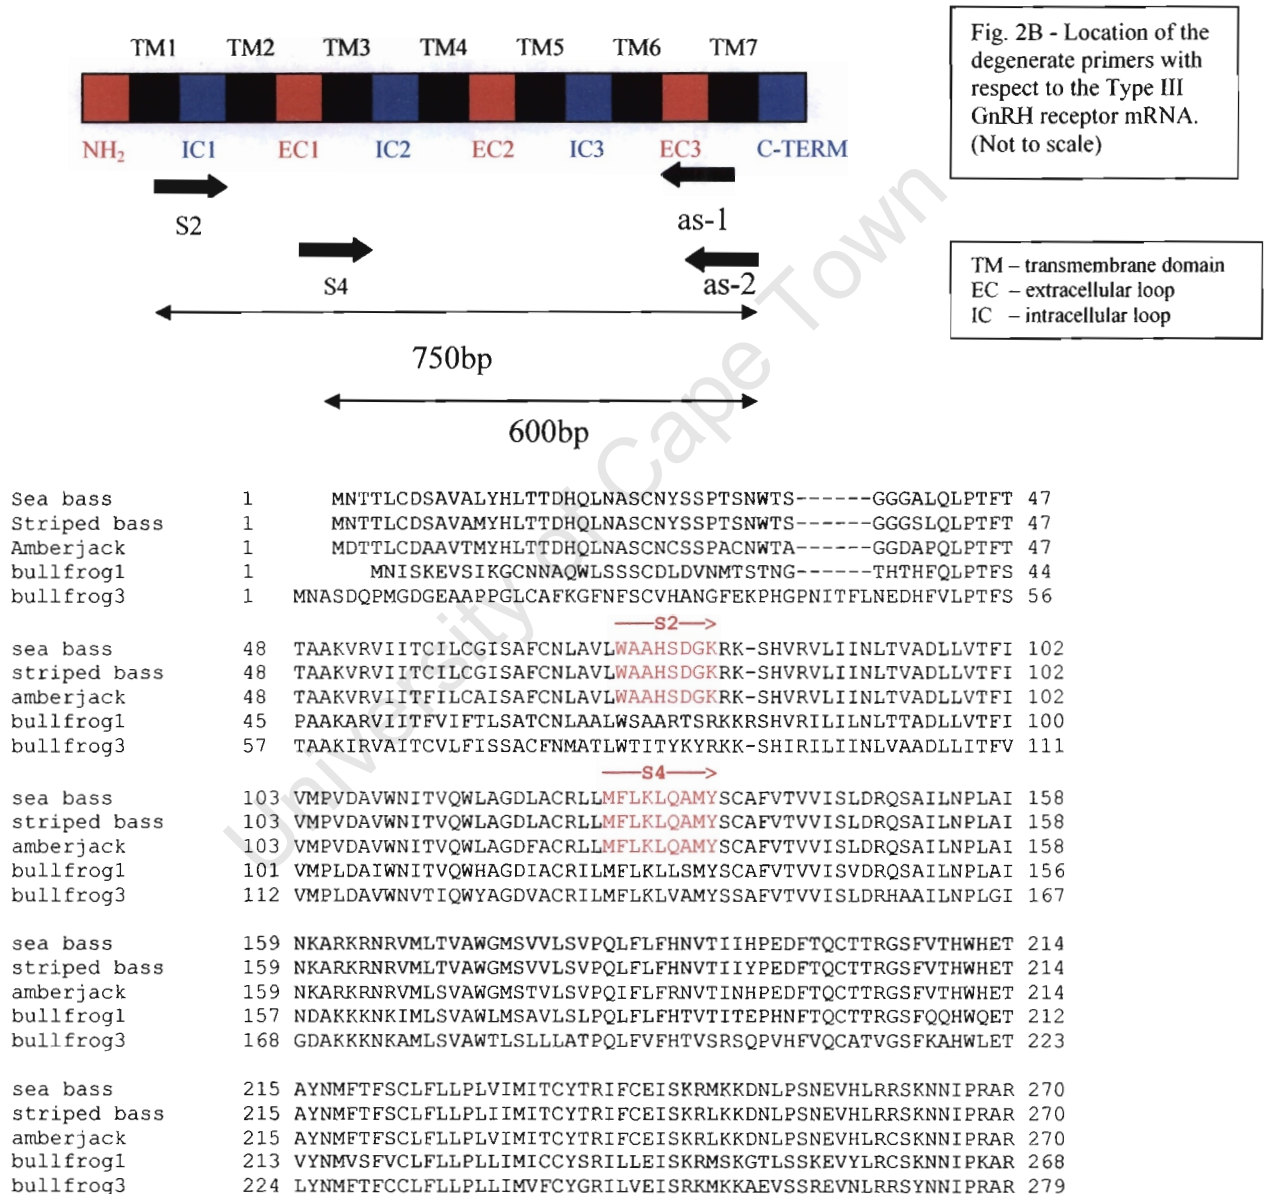 TM1 TM2 TM3 TM4 TM5 TM6 TM7
NH2 IC1 EC1 IC2 EC2 IC3 EC3 C-TERM
S2
as-1
S4
as-2
750bp
600bp
Fig. 2B - Location of the
degenerate primers with
respect to the Type III
GnRH receptor mRNA.
(Not to scale)
TM – transmembrane domain
EC – extracellular loop
IC – intracellular loop
University of Cape Town
Sea bass 1 MNTTLCDSAVALYHLTTDHQLNASCNYSSPTSNWTS------GGGALQLPTFT 47
Striped bass 1 MNTTLCDSAVAMYHLTTDHQLNASCNYSSPTSNWTS------GGGSLQLPTFT 47
Amberjack 1 MDTTLCDAAVTMYHLTTDHQLNASCNCSSPACNWTA------GGDAPQLPTFT 47
bullfrog1 1 MNISKEVSIKGCNNAQWLSSSCDLDVNMTSTNG------THTHFQLPTFS 44
bullfrog3 1 MNASDQPMGDGEAAPPGLCAFKGFNFSCVHANGFEKPHGPNITFLNEDHFVLPTFS 56
S2
sea bass 48 TAAKVRVIITCILCGISAFCNLAVLWAAHSDGKRK-SHVRVLIINLTVADLLVTFI 102
striped bass 48 TAAKVRVIITCILCGISAFCNLAVLWAAHSDGKRK-SHVRVLIINLTVADLLVTFI 102
amberjack 48 TAAKVRVIITFILCAISAFCNLAVLWAAHSDGKRK-SHVRVLIINLTVADLLVTFI 102
bullfrog1 45 PAAKARVIITFVIFTLSATCNLAALWSAARTSRKKRSHVRILILNLTTADLLVTFI 100
bullfrog3 57 TAAKIRVAITCVLFISSACFNMATLWTITYKYRKK-SHIRILIINLVAADLLITFV 111
S4
sea bass 103 VMPVDAVWNITVQWLAGDLACRLLMFLKLQAMYSCAFVTVVISLDRQSAILNPLAI 158
striped bass 103 VMPVDAVWNITVQWLAGDLACRLLMFLKLQAMYSCAFVTVVISLDRQSAILNPLAI 158
amberjack 103 VMPVDAVWNITVQWLAGDFACRLLMFLKLQAMYSCAFVTVVISLDRQSAILNPLAI 158
bullfrog1 101 VMPLDAIWNITVQWHAGDIACRILMFLKLLSMYSCAFVTVVISVDRQSAILNPLAI 156
bullfrog3 112 VMPLDAVWNVTIQWYAGDVACRILMFLKLVAMYSSAFVTVVISLDRHAAILNPLGI 167
sea bass 159 NKARKRNRVMLTVAWGMSVVLSVPQLFLFHNVTIIHPEDFTQCTTRGSFVTHWHET 214
striped bass 159 NKARKRNRVMLTVAWGMSVVLSVPQLFLFHNVTIIYPEDFTQCTTRGSFVTHWHET 214
amberjack 159 NKARKRNRVMLSVAWGMSTVLSVPQIFLFRNVTINHPEDFTQCTTRGSFVTHWHET 214
bullfrog1 157 NDAKKKNKIMLSVAWLMSAVLSLPQLFLFHTVTITEPHNFTQCTTRGSFQQHWQET 212
bullfrog3 168 GDAKKKNKAMLSVAWTLSLLLATPQLFVFHTVSRSQPVHFVQCATVGSFKAHWLET 223
sea bass 215 AYNMFTFSCLFLLPLVIMITCYTRIFCEISKRMKKDNLPSNEVHLRRSKNNIPRAR 270
striped bass 215 AYNMFTFSCLFLLPLIIMITCYTRIFCEISKRLKKDNLPSNEVHLRRSKNNIPRAR 270
amberjack 215 AYNMFTFSCLFLLPLVIMITCYTRIFCEISKRLKKDNLPSNEVHLRCSKNNIPRAR 270
bullfrog1 213 VYNMVSFVCLFLLPLLIMICCYSRILLEISKRMSKGTLSSKEVYLRCSKNNIPKAR 268
bullfrog3 224 LYNMFTFCCLFLLPLLIMVFCYGRILVEISKRMKKAEVSSREVNLRRSYNNIPRAR 279